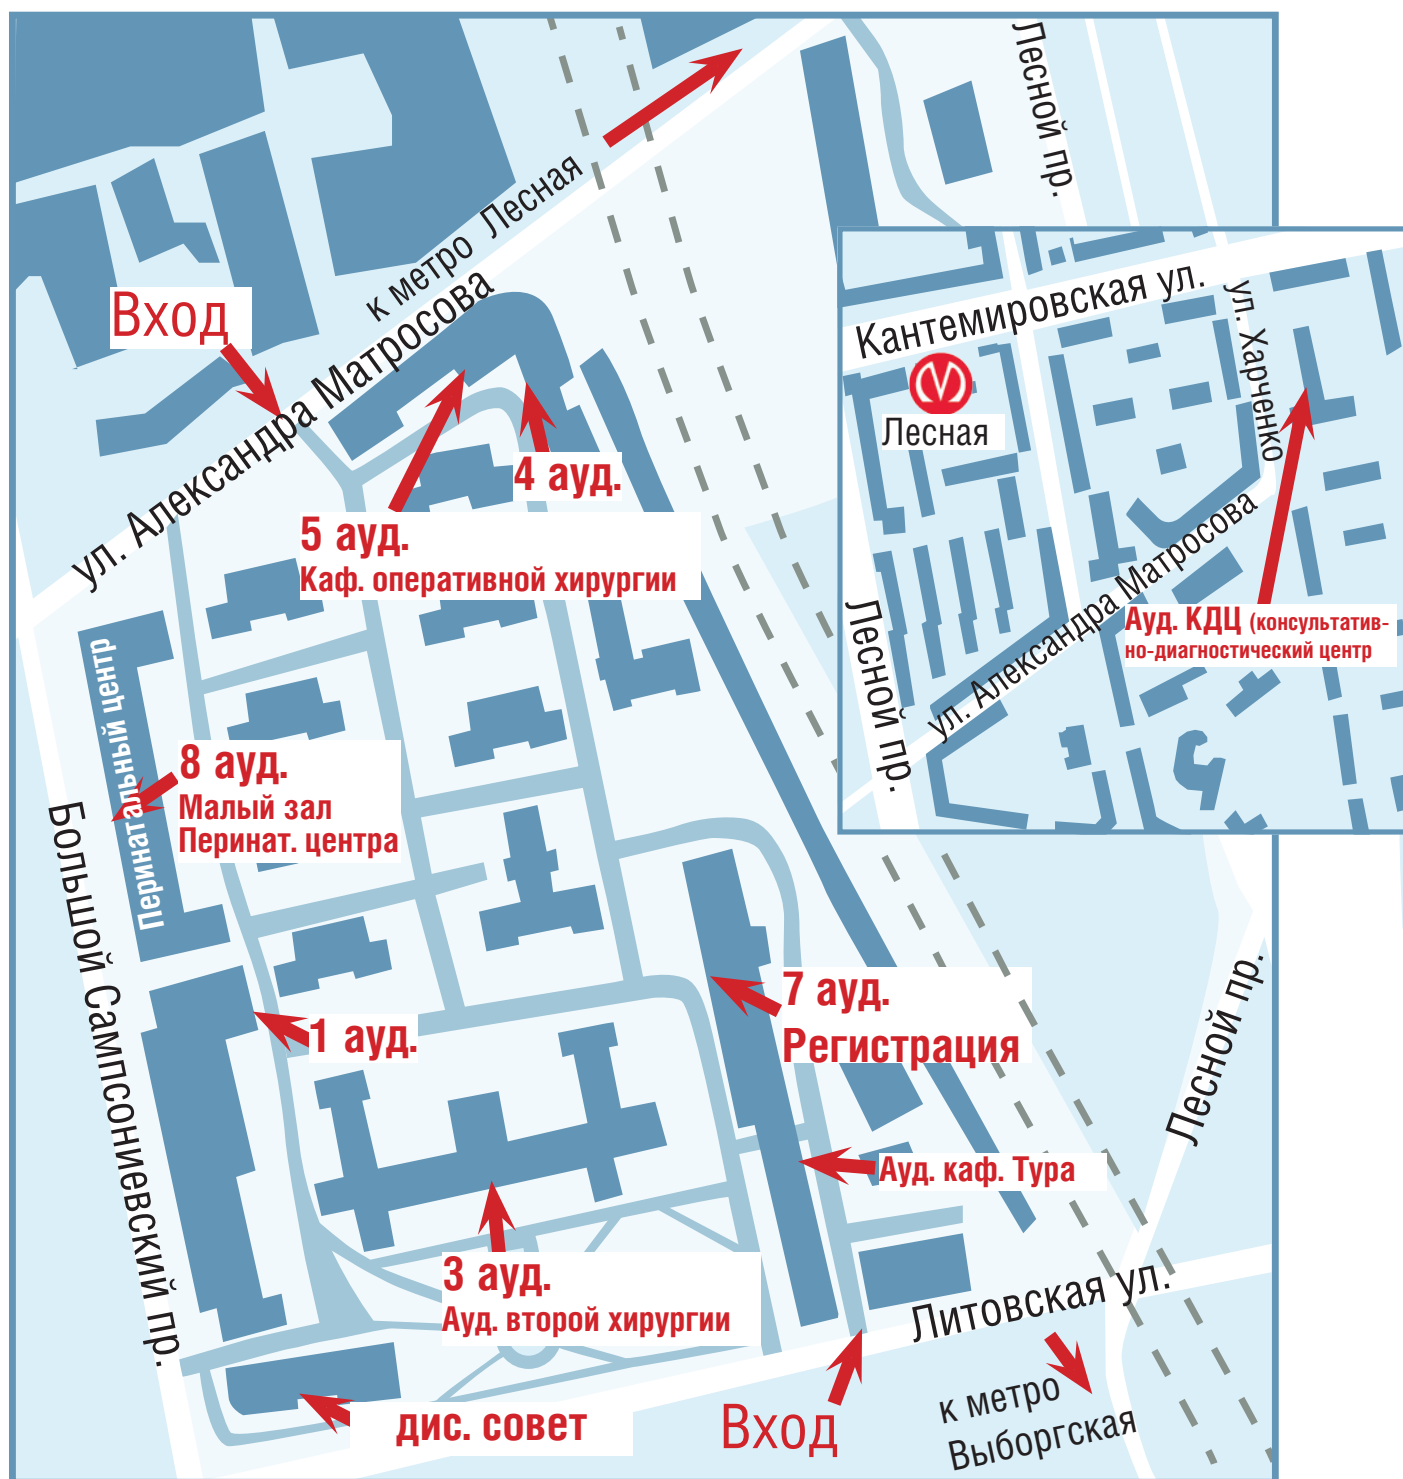 Лесной пр.
к метро Лесная
Вход
ул. Александра Матросова
Кантемировская ул.
ул. Харченко
Лесная
4 ауд.
5 ауд.
Каф. оперативной хирургии
ул. Александра Матросова
Ауд. КДЦ (консультатив-
но-диагностический центр
Лесной пр.
Перинатальный центр
8 ауд.
Малый зал
Перинат. центра
Большой Сампсониевский пр.
7 ауд.
Регистрация
1 ауд.
Лесной пр.
Ауд. каф. Тура
3 ауд.
Ауд. второй хирургии
Литовская ул.
дис. совет
Вход
к метро
Выборгская